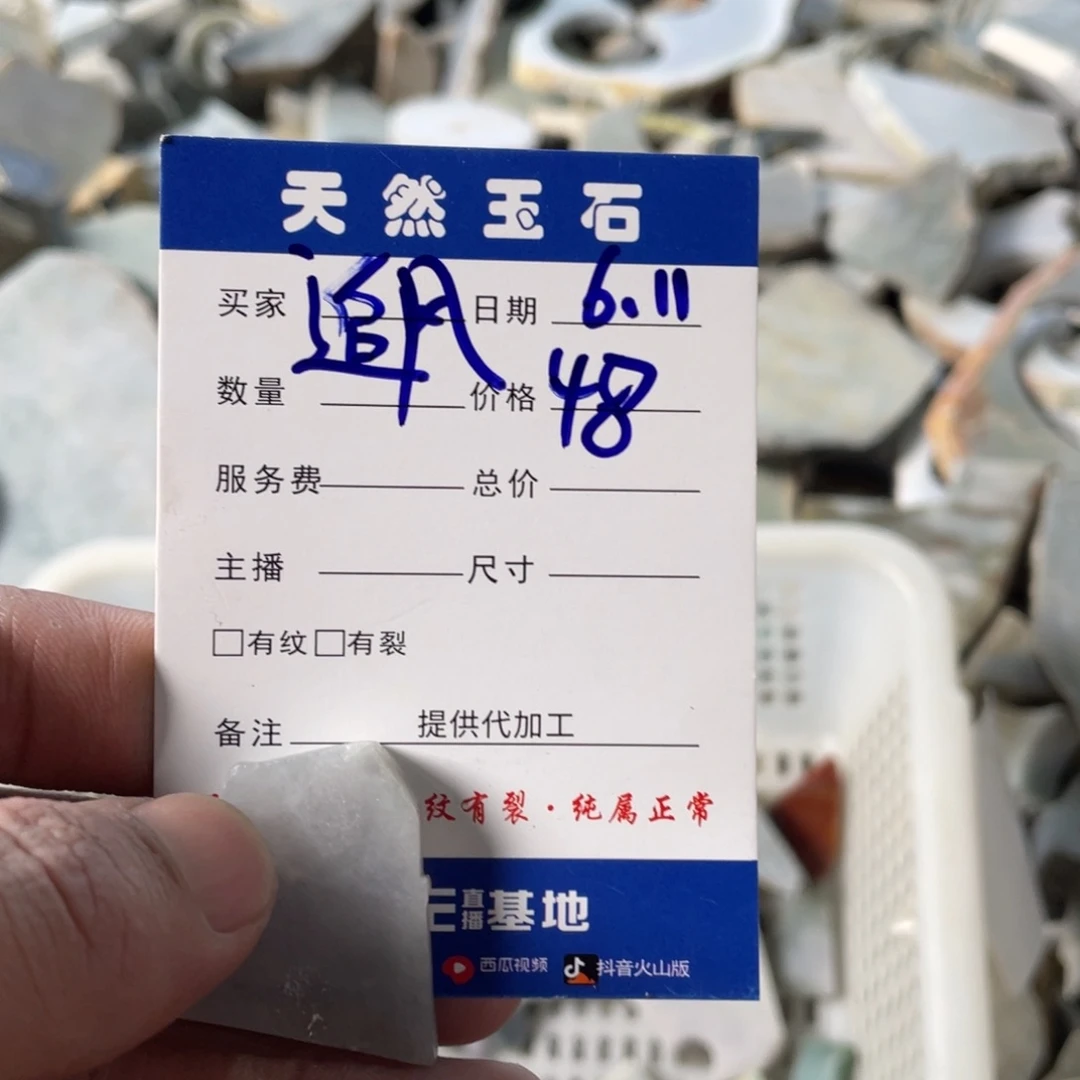 天然玉石
买家 日期 6.11
数量 价格 48
服务费 总价
主播 尺寸
□有纹 □有裂
备注 提供代加工
纹有裂·纯属正常
直播基地
西瓜视频 抖音火山版